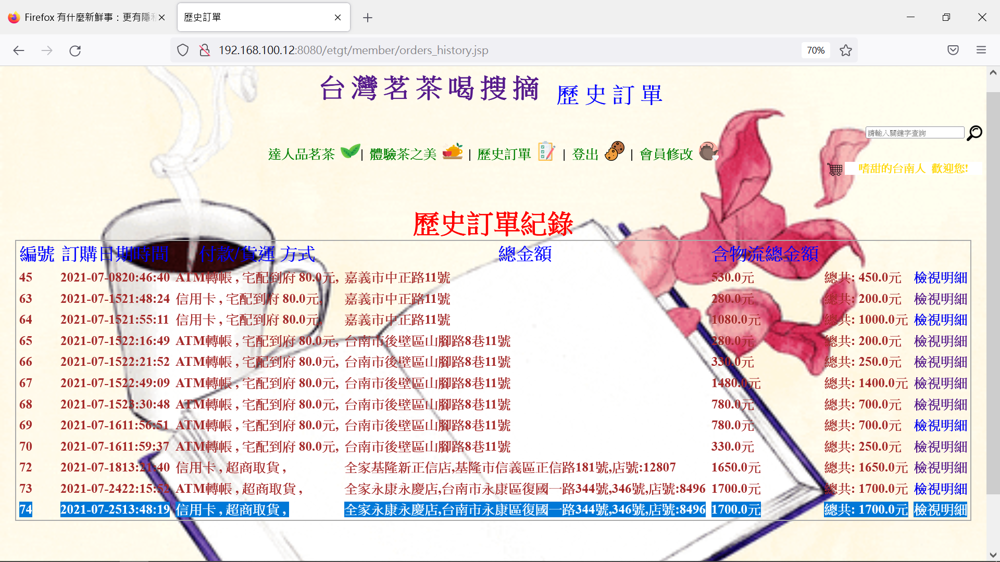 Firefox 有什麼新鮮事：更有隱
歷史訂單
192.168.100.12:8080/etgt/member/orders_history.jsp
70%
台灣茗茶喝搜摘 歷史訂單
請輸入關鍵字查詢
達人品茗茶 | 體驗茶之美 | 歷史訂單 | 登出 | 會員修改
嗜甜的台南人 歡迎您!
歷史訂單紀錄
編號 訂購日期時間 付款/貨運 方式 總金額 含物流總金額
45 2021-07-0820:46:40 ATM轉帳 , 宅配到府 80.0元, 嘉義市中正路11號 530.0元 總共: 450.0元 檢視明細
63 2021-07-1521:48:24 信用卡 , 宅配到府 80.0元, 嘉義市中正路11號 280.0元 總共: 200.0元 檢視明細
64 2021-07-1521:55:11 信用卡 , 宅配到府 80.0元, 嘉義市中正路11號 1080.0元 總共: 1000.0元 檢視明細
65 2021-07-1522:16:49 ATM轉帳 , 宅配到府 80.0元, 台南市後壁區山腳路8巷11號 280.0元 總共: 200.0元 檢視明細
66 2021-07-1522:21:52 ATM轉帳 , 宅配到府 80.0元, 台南市後壁區山腳路8巷11號 330.0元 總共: 250.0元 檢視明細
67 2021-07-1522:49:09 ATM轉帳 , 宅配到府 80.0元, 台南市後壁區山腳路8巷11號 1480.0元 總共: 1400.0元 檢視明細
68 2021-07-1523:30:48 ATM轉帳 , 宅配到府 80.0元, 台南市後壁區山腳路8巷11號 780.0元 總共: 700.0元 檢視明細
69 2021-07-1611:56:51 ATM轉帳 , 宅配到府 80.0元, 台南市後壁區山腳路8巷11號 780.0元 總共: 700.0元 檢視明細
70 2021-07-1611:59:37 ATM轉帳 , 宅配到府 80.0元, 台南市後壁區山腳路8巷11號 330.0元 總共: 250.0元 檢視明細
72 2021-07-1813:21:40 信用卡 , 超商取貨 , 全家基隆新正信店,基隆市信義區正信路181號,店號:12807 1650.0元 總共: 1650.0元 檢視明細
73 2021-07-2422:15:52 ATM轉帳 , 超商取貨 , 全家永康永慶店,台南市永康區復國一路344號,346號,店號:8496 1700.0元 總共: 1700.0元 檢視明細
74 2021-07-2513:48:19 信用卡 , 超商取貨 , 全家永康永慶店,台南市永康區復國一路344號,346號,店號:8496 1700.0元 總共: 1700.0元 檢視明細